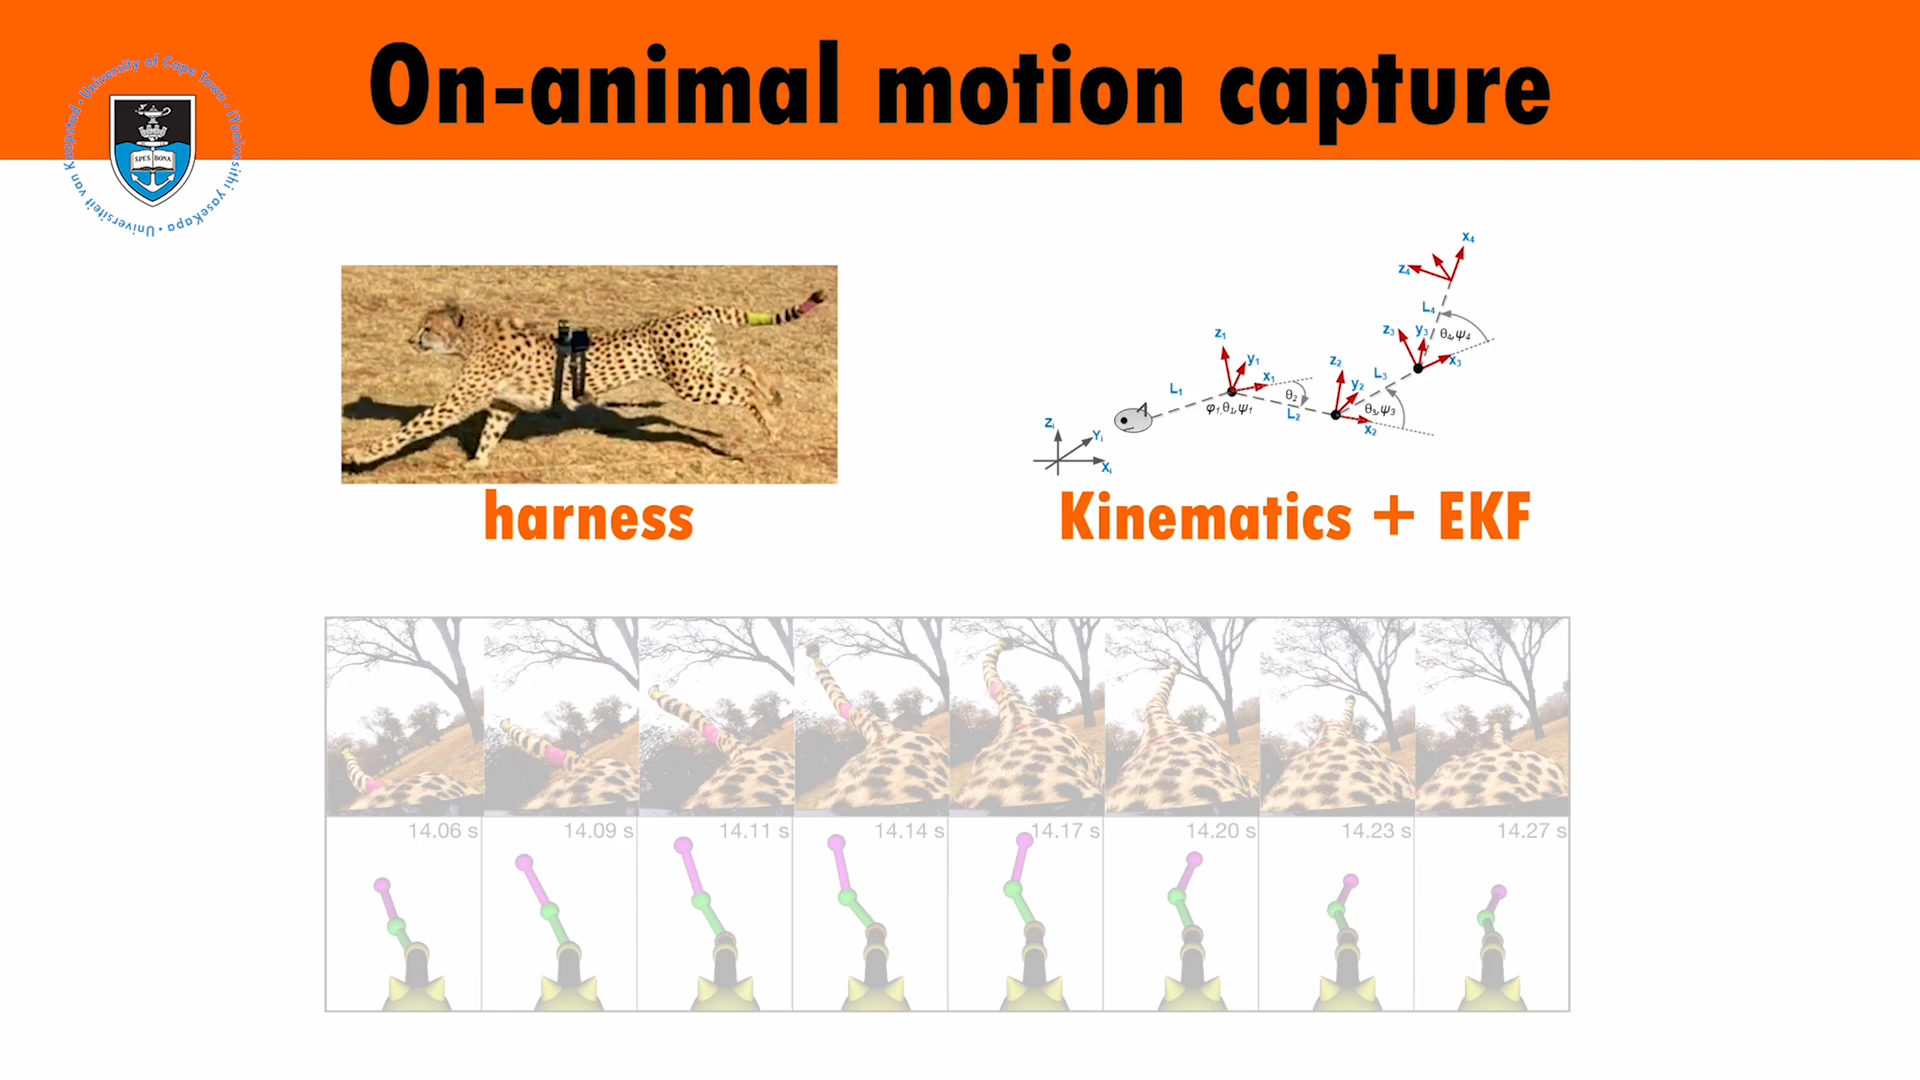 On-animal motion capture
University of Cape Town · iYunivesithi yaseKapa · Universiteit van Kaapstad ·
SPES BONA
x₄
z₄
L₄
z₃ y₃ θ₄,ψ₄
x₃
z₁
y₁
x₁
z₂
L₃
y₂
L₁
θ₂
φ₁,θ₁,ψ₁
L₂
θ₃,ψ₃
x₂
Zᵢ
Yᵢ
Xᵢ
harness
Kinematics + EKF
14.06 s
14.09 s
14.11 s
14.14 s
14.17 s
14.20 s
14.23 s
14.27 s